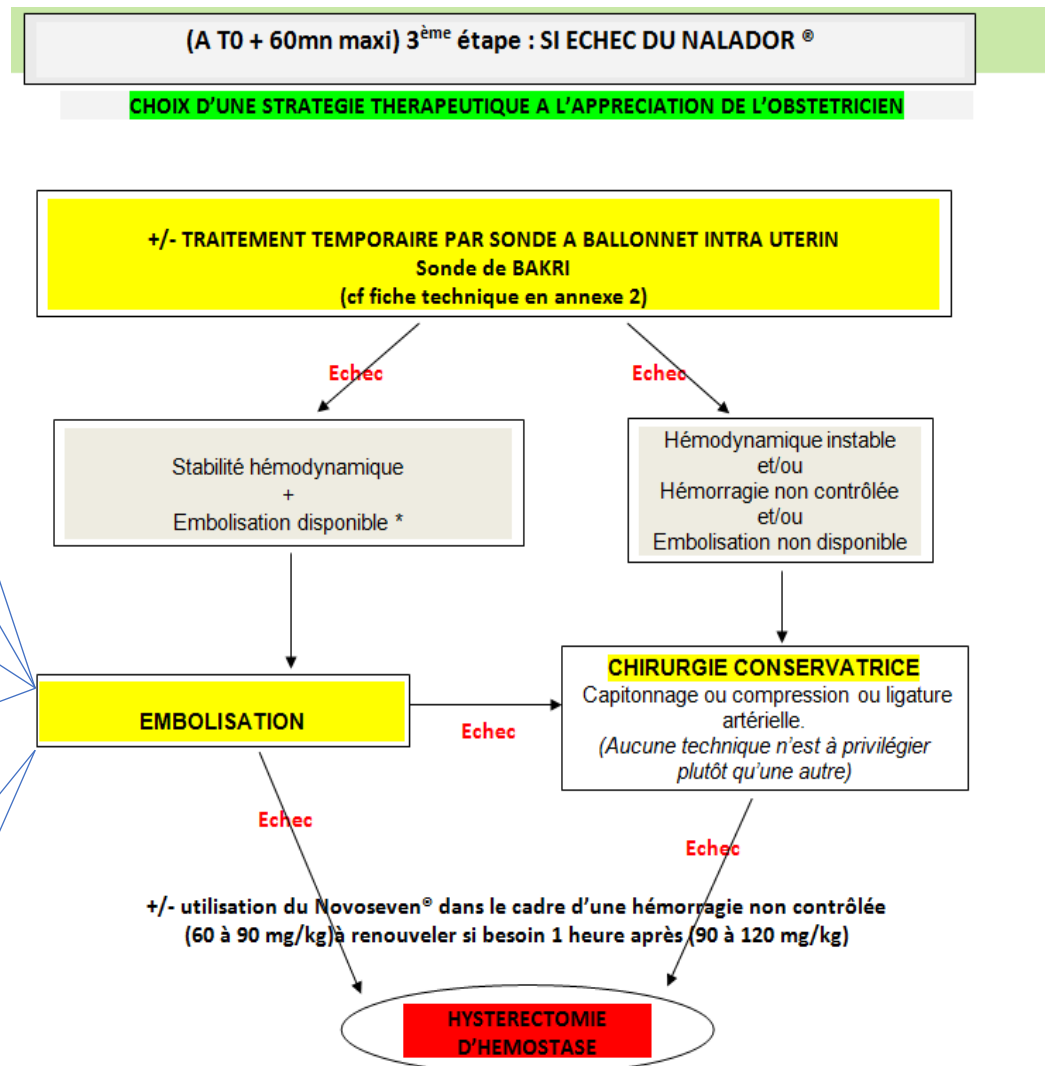 (A T0 + 60mn maxi) 3ème étape : SI ECHEC DU NALADOR ®
CHOIX D'UNE STRATEGIE THERAPEUTIQUE A L'APPRECIATION DE L'OBSTETRICIEN
+/- TRAITEMENT TEMPORAIRE PAR SONDE A BALLONNET INTRA UTERIN
Sonde de BAKRI
(cf fiche technique en annexe 2)
Echec
Echec
Stabilité hémodynamique
+
Embolisation disponible *
Hémodynamique instable
et/ou
Hémorragie non contrôlée
et/ou
Embolisation non disponible
EMBOLISATION
Echec
CHIRURGIE CONSERVATRICE
Capitonnage ou compression ou ligature
artérielle.
(Aucune technique n'est à privilégier
plutôt qu'une autre)
Echec
Echec
+/- utilisation du Novoseven® dans le cadre d'une hémorragie non contrôlée
(60 à 90 mg/kg)à renouveler si besoin 1 heure après (90 à 120 mg/kg)
HYSTERECTOMIE
D'HEMOSTASE